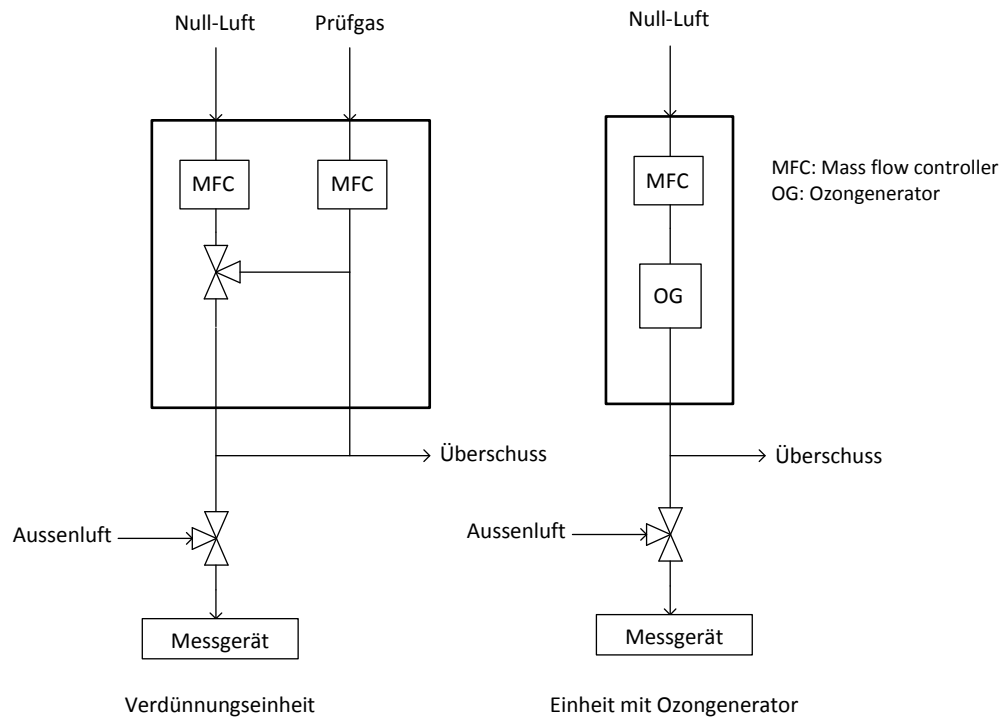 Null-Luft
Prüfgas
Null-Luft
MFC
MFC
MFC
MFC: Mass flow controller
OG: Ozongenerator
OG
Überschuss
Überschuss
Aussenluft
Aussenluft
Messgerät
Messgerät
Verdünnungseinheit
Einheit mit Ozongenerator